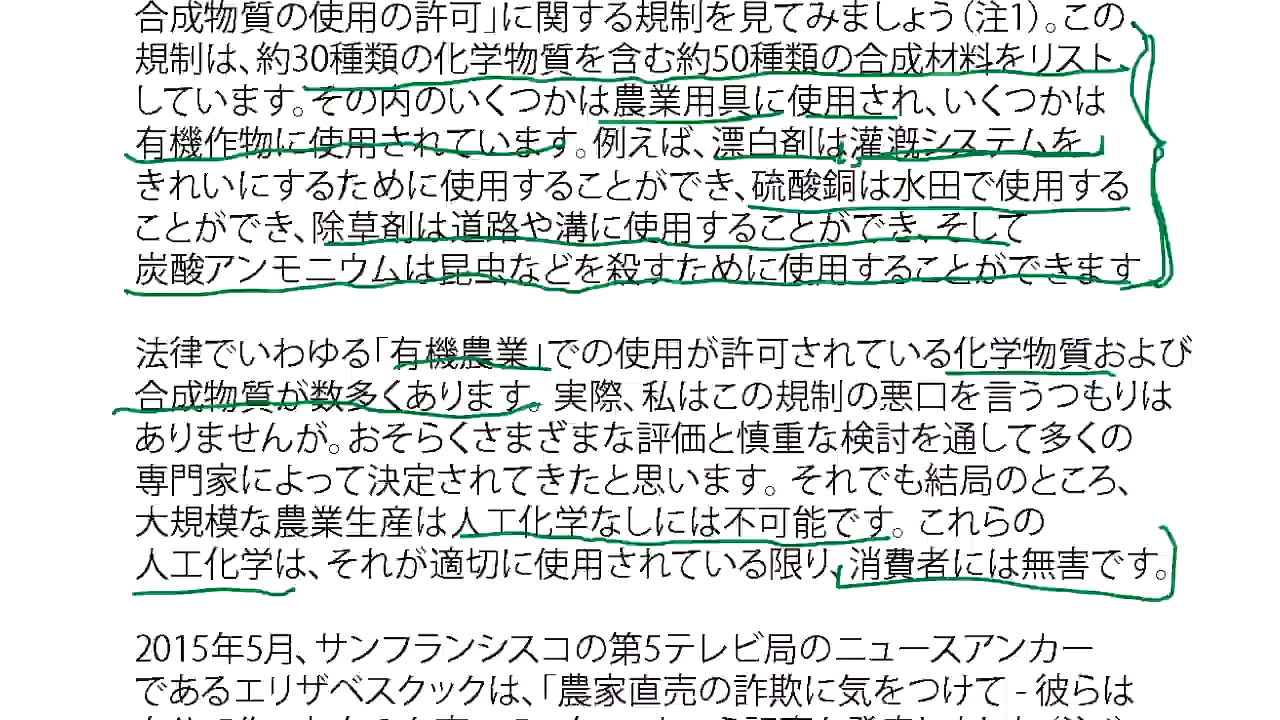 合成物質の使用の許可」に関する規制を見てみましょう(注1)。この
規制は、約30種類の化学物質を含む約50種類の合成材料をリスト
しています。その内のいくつかは農業用具に使用され、いくつかは
有機作物に使用されています。例えば、漂白剤は灌漑システムを
きれいにするために使用することができ、硫酸銅は水田で使用する
ことができ、除草剤は道路や溝に使用することができ、そして
炭酸アンモニウムは昆虫などを殺すために使用することができます
法律でいわゆる「有機農業」での使用が許可されている化学物質および
合成物質が数多くあります。実際、私はこの規制の悪口を言うつもりは
ありませんが。おそらくさまざまな評価と慎重な検討を通して多くの
専門家によって決定されてきたと思います。それでも結局のところ、
大規模な農業生産は人工化学なしには不可能です。これらの
人工化学は、それが適切に使用されている限り、消費者には無害です。
2015年5月、サンフランシスコの第5テレビ局のニュースアンカー
であるエリザベスクックは、「農家直売の詐欺に気をつけて - 彼らは